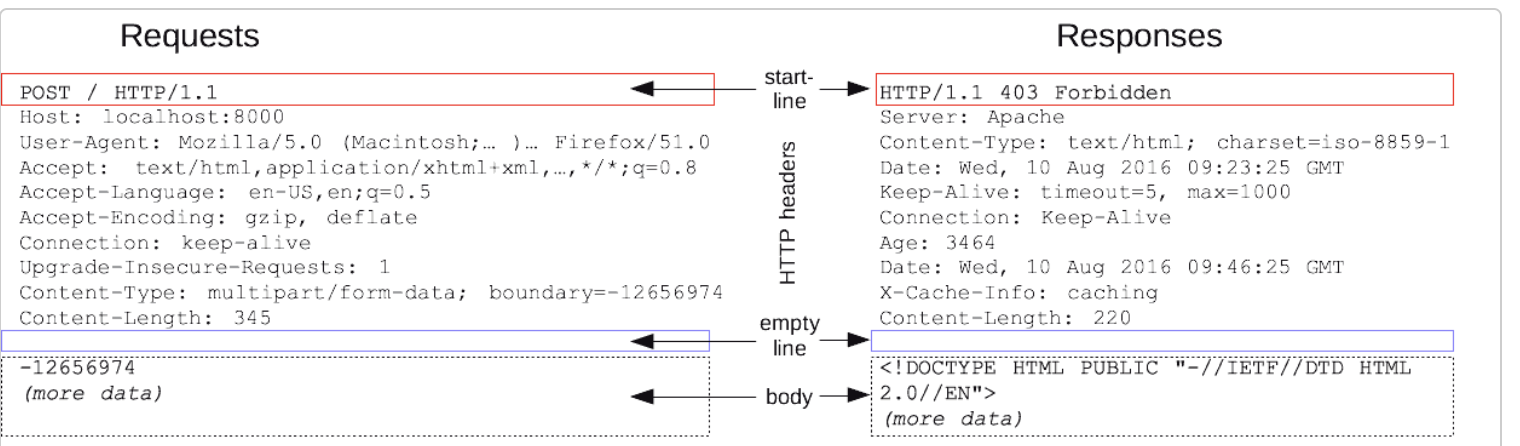 Requests
Responses
POST / HTTP/1.1
Host: localhost:8000
User-Agent: Mozilla/5.0 (Macintosh;… )… Firefox/51.0
Accept: text/html,application/xhtml+xml,…,*/*;q=0.8
Accept-Language: en-US,en;q=0.5
Accept-Encoding: gzip, deflate
Connection: keep-alive
Upgrade-Insecure-Requests: 1
Content-Type: multipart/form-data; boundary=-12656974
Content-Length: 345
-12656974
(more data)
start-
line
HTTP headers
empty
line
body
HTTP/1.1 403 Forbidden
Server: Apache
Content-Type: text/html; charset=iso-8859-1
Date: Wed, 10 Aug 2016 09:23:25 GMT
Keep-Alive: timeout=5, max=1000
Connection: Keep-Alive
Age: 3464
Date: Wed, 10 Aug 2016 09:46:25 GMT
X-Cache-Info: caching
Content-Length: 220
<!DOCTYPE HTML PUBLIC "-//IETF//DTD HTML
2.0//EN">
(more data)